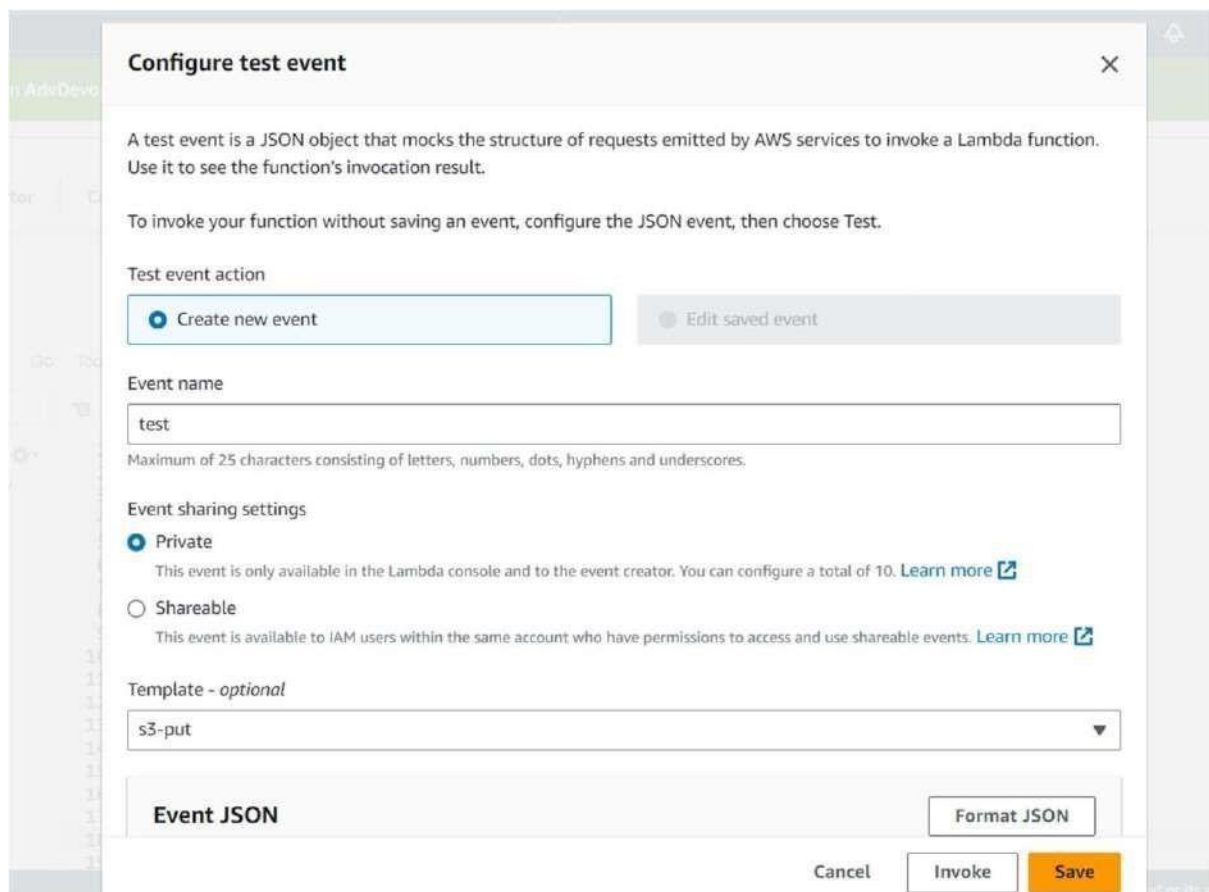 Configure test event
A test event is a JSON object that mocks the structure of requests emitted by AWS services to invoke a Lambda function.
Use it to see the function's invocation result.
To invoke your function without saving an event, configure the JSON event, then choose Test.
Test event action
Create new event
Edit saved event
Event name
test
Maximum of 25 characters consisting of letters, numbers, dots, hyphens and underscores.
Event sharing settings
Private
This event is only available in the Lambda console and to the event creator. You can configure a total of 10. Learn more
Shareable
This event is available to IAM users within the same account who have permissions to access and use shareable events. Learn more
Template - optional
s3-put
Event JSON
Format JSON
Cancel
Invoke
Save